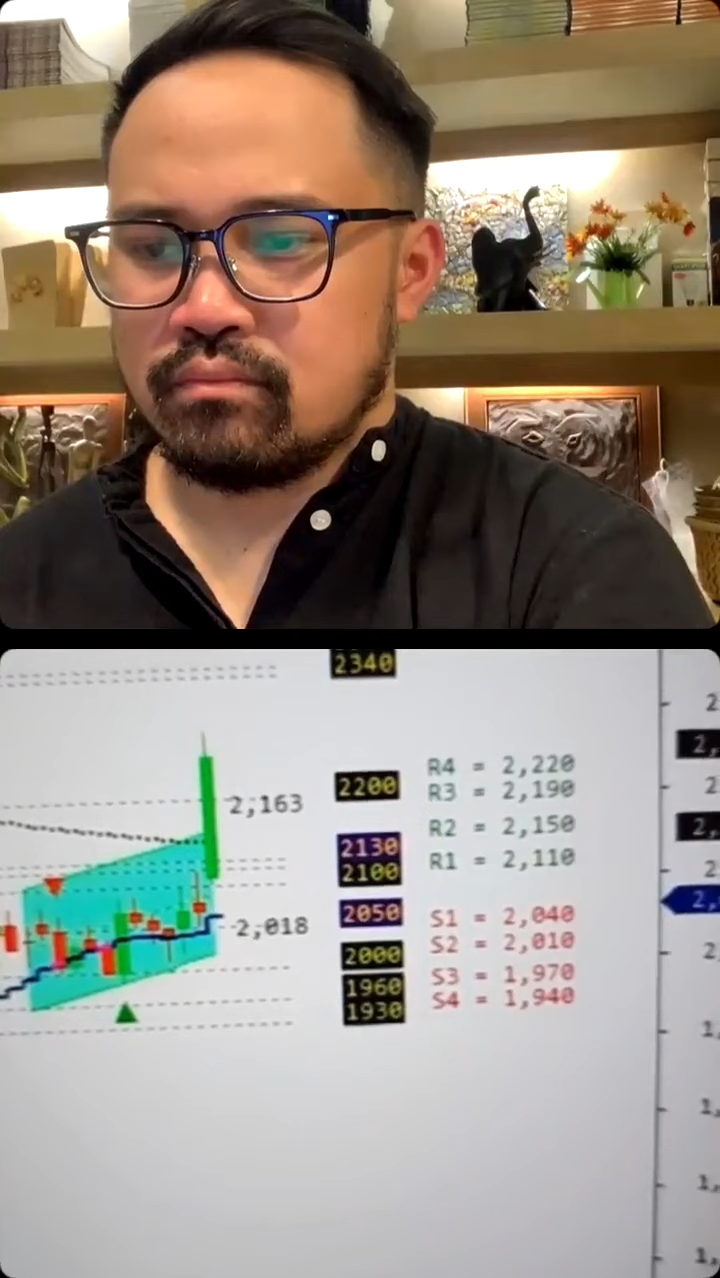 2340
2200
2130
2100
2050
2000
1960
1930
2,163
2,018
R4 = 2,220
R3 = 2,190
R2 = 2,150
R1 = 2,110
S1 = 2,040
S2 = 2,010
S3 = 1,970
S4 = 1,940